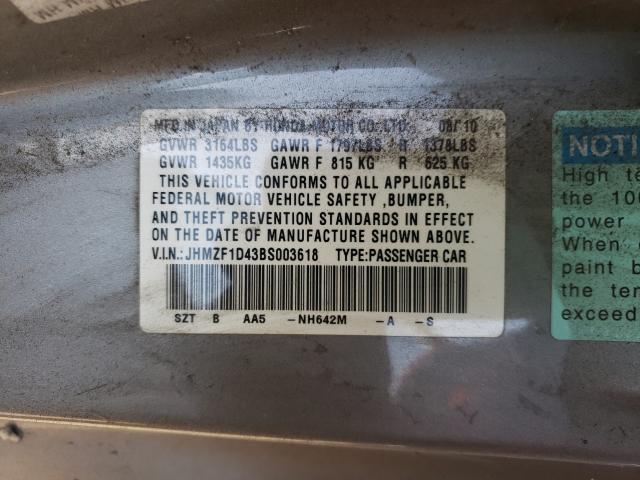 MFD. IN JAPAN BY HONDA MOTOR CO., LTD. 08/10
GVWR 3164LBS GAWR F 1797LBS R 1378LBS
GVWR 1435KG GAWR F 815 KG R 625 KG
THIS VEHICLE CONFORMS TO ALL APPLICABLE
FEDERAL MOTOR VEHICLE SAFETY ,BUMPER,
AND THEFT PREVENTION STANDARDS IN EFFECT
ON THE DATE OF MANUFACTURE SHOWN ABOVE.
V.I.N.: JHMZF1D43BS003618 TYPE:PASSENGER CAR
SZT B AA5 -NH642M -A -S
NOTI
High te
the 100
power
When
paint b
the ten
exceed